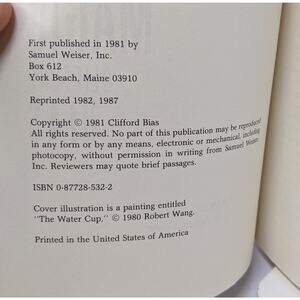 First published in 1981 by
Samuel Weiser, Inc.
Box 612
York Beach, Maine 03910
Reprinted 1982, 1987
Copyright © 1981 Clifford Bias
All rights reserved. No part of this publication may be reproduced
in any form or by any means, electronic or mechanical, including
photocopy, without permission in writing from Samuel Weiser,
Inc. Reviewers may quote brief passages.
ISBN 0-87728-532-2
Cover illustration is a painting entitled
"The Water Cup," © 1980 Robert Wang.
Printed in the United States of America